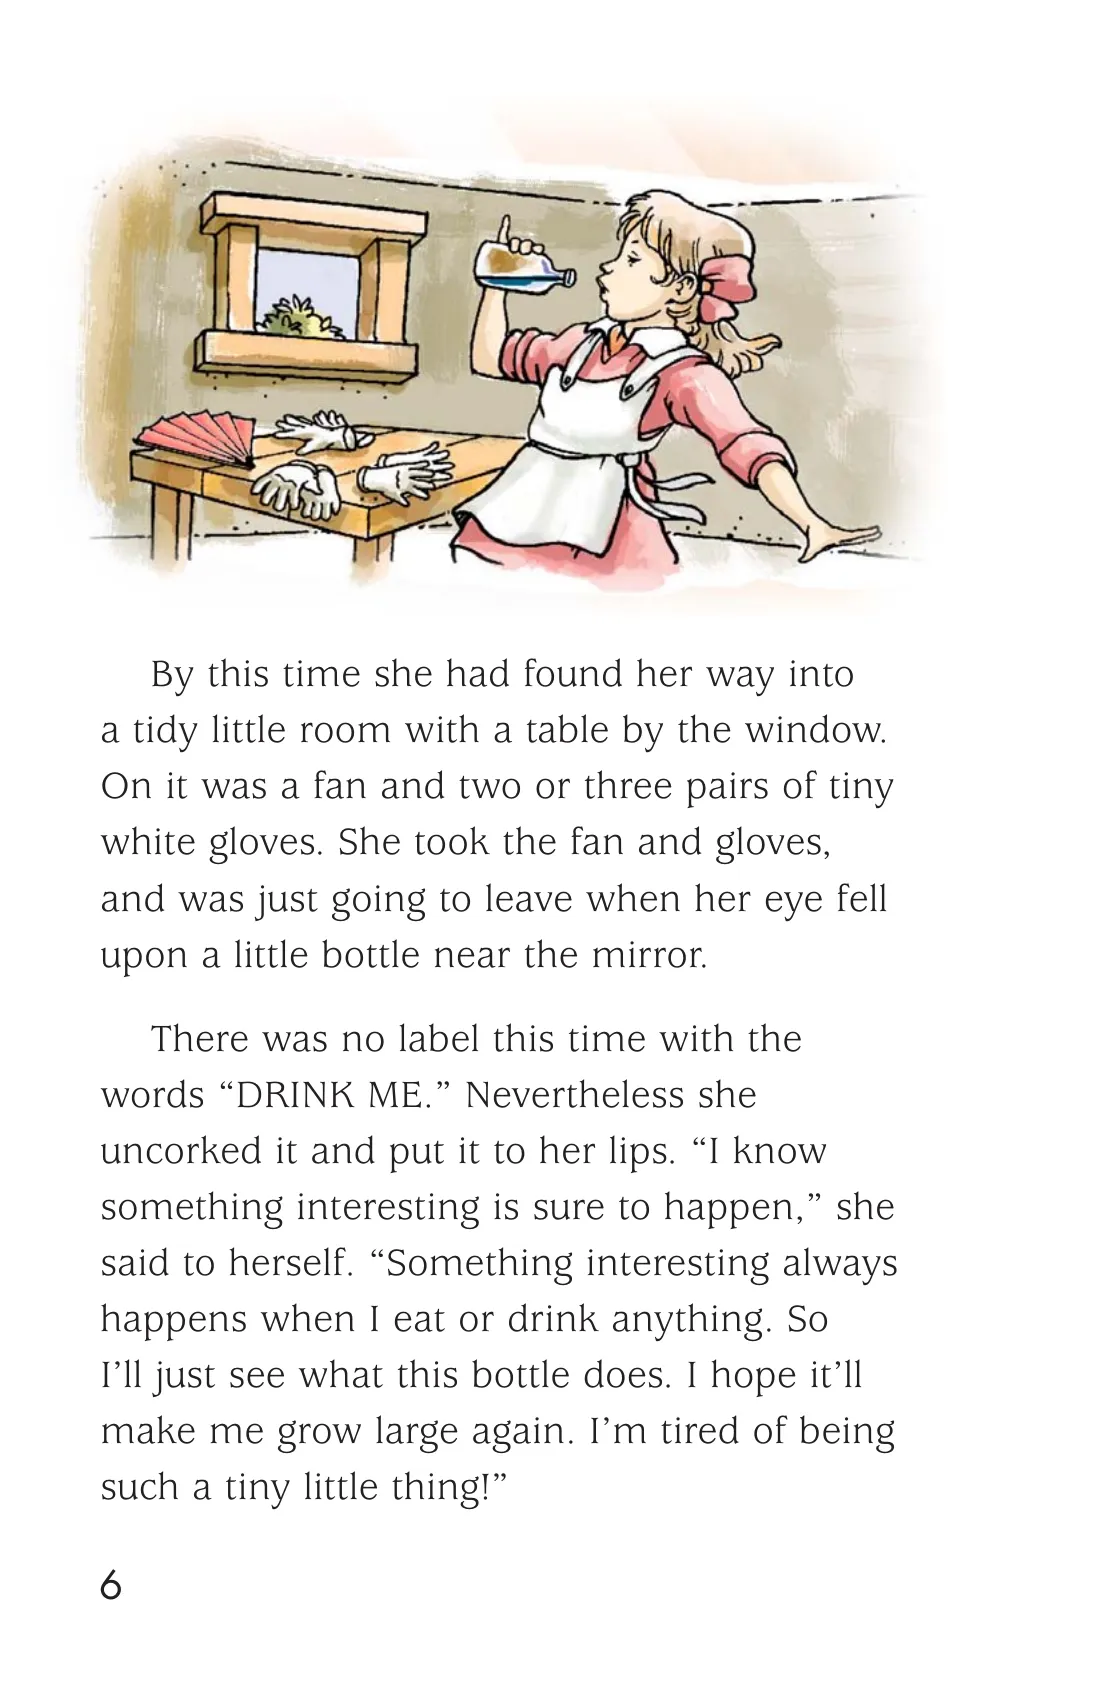 By this time she had found her way into
a tidy little room with a table by the window.
On it was a fan and two or three pairs of tiny
white gloves. She took the fan and gloves,
and was just going to leave when her eye fell
upon a little bottle near the mirror.
There was no label this time with the
words “DRINK ME.” Nevertheless she
uncorked it and put it to her lips. “I know
something interesting is sure to happen,” she
said to herself. “Something interesting always
happens when I eat or drink anything. So
I’ll just see what this bottle does. I hope it’ll
make me grow large again. I’m tired of being
such a tiny little thing!”
6